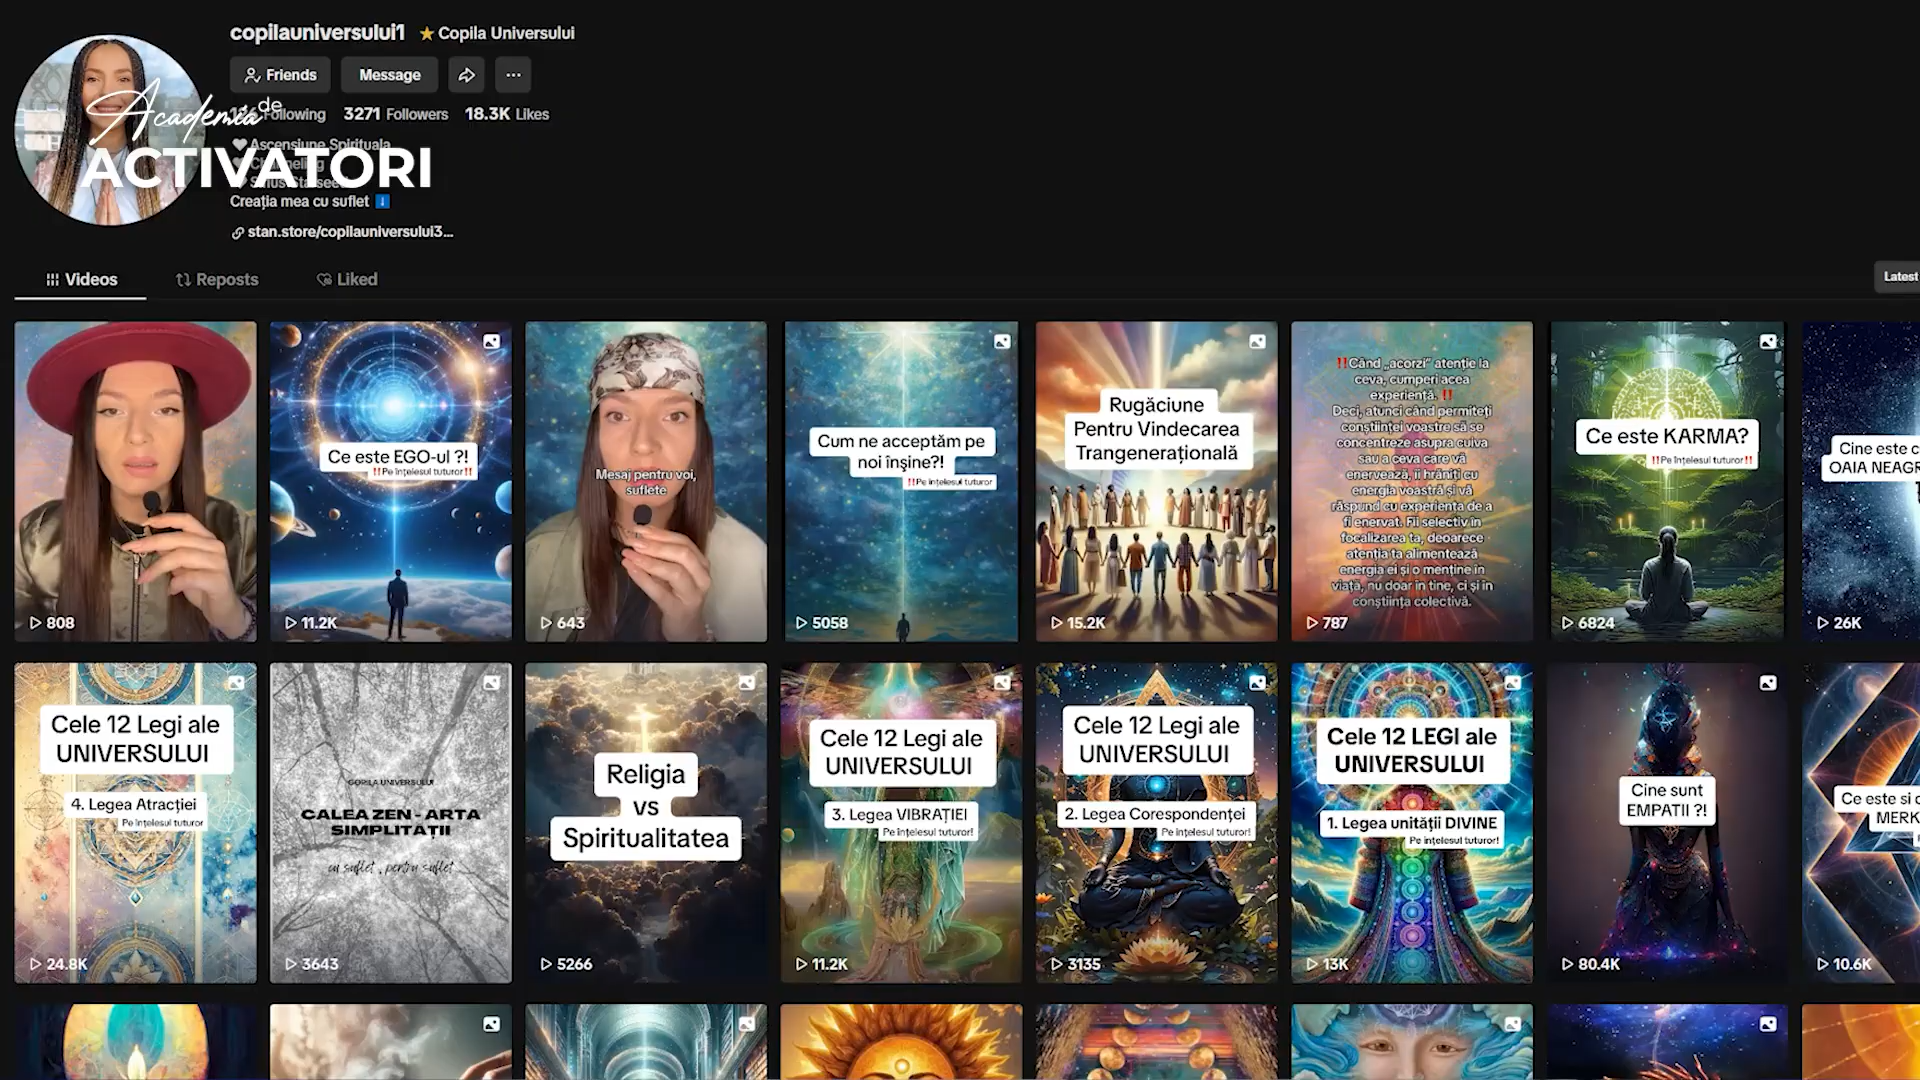 copilauniversului1 Copila Universului
Friends Message ...
Following 3271 Followers 18.3K Likes
Academia de
ACTIVATORI
Ascensiune Spirituala
Creația mea cu suflet
stan.store/copilauniversului3...
Videos Reposts Liked
Latest
808
Ce este EGO-ul ?!
‼️Pe înțelesul tuturor‼️
11.2K
Mesaj pentru voi,
suflete
643
Cum ne acceptăm pe
noi înșine?!
‼️Pe înțelesul tuturor
5058
Rugăciune
Pentru Vindecarea
Trangenerațională
15.2K
‼️Când „acorzi” atenție la
ceva, cumperi acea
experiență. ‼️
Deci, atunci când permiteți
conștiinței voastre să se
concentreze asupra cuiva
sau a ceva care vă
enervează, îi hrăniți cu
energia voastră și vă
răspund cu experiența de a
fi enervat. Fii selectiv în
focalizarea ta, deoarece
atenția ta alimentează
energia ei și o menține în
viață, nu doar în tine, ci și în
conștiința colectivă.
787
Ce este KARMA?
‼️Pe înțelesul tuturor‼️
6824
Cine este
OAIA
26K
Cele 12 Legi ale
UNIVERSULUI
4. Legea Atracției
Pe înțelesul tuturor
24.8K
COPILA UNIVERSULUI
CALEA ZEN - ARTA
SIMPLITĂȚII
cu suflet, pentru suflet
3643
Religia
vs
Spiritualitatea
5266
Cele 12 Legi ale
UNIVERSULUI
3. Legea VIBRAȚIEI
Pe înțelesul tuturor!
11.2K
Cele 12 Legi ale
UNIVERSULUI
2. Legea Corespondenței
Pe înțelesul tuturor!
3135
Cele 12 LEGI ale
UNIVERSULUI
1. Legea unității DIVINE
Pe înțelesul tuturor!
13K
Cine sunt
EMPATII ?!
80.4K
Ce este si
MERK
10.6K